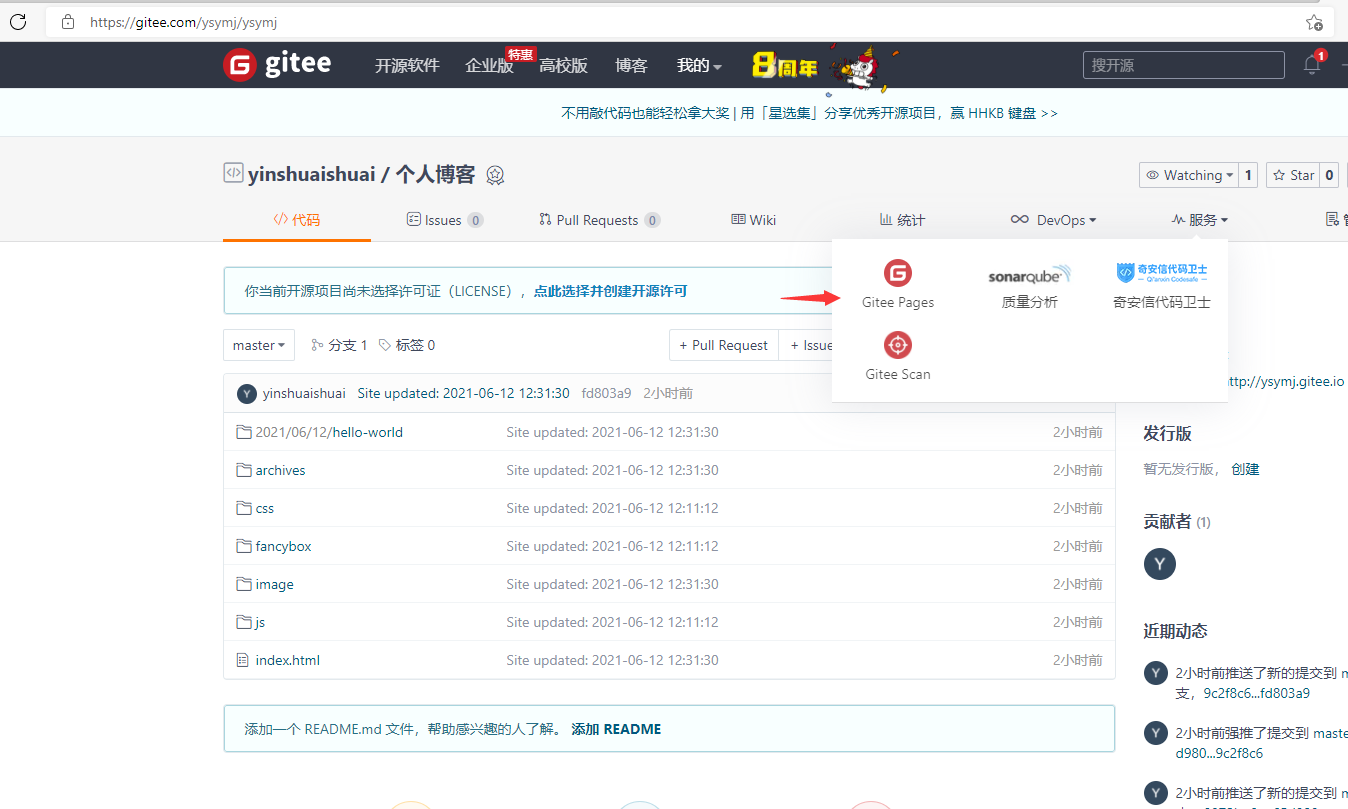 https://gitee.com/ysymj/ysymj
gitee 开源软件 企业版 特惠 高校版 博客 我的 8周年 搜开源 1
不用敲代码也能轻松拿大奖 | 用「星选集」分享优秀开源项目，赢 HHKB 键盘 >>
yinshuaishuai / 个人博客 Watching 1 Star 0
代码 Issues 0 Pull Requests 0 Wiki 统计 DevOps 服务
你当前开源项目尚未选择许可证（LICENSE），点此选择并创建开源许可
sonarqube 奇安信代码卫士
Qi'anxin Codesafe
Gitee Pages 质量分析 奇安信代码卫士
master 分支 1 标签 0 + Pull Request + Issue
Gitee Scan
http://ysymj.gitee.io
yinshuaishuai Site updated: 2021-06-12 12:31:30 fd803a9 2小时前
2021/06/12/hello-world Site updated: 2021-06-12 12:31:30 2小时前
archives Site updated: 2021-06-12 12:31:30 2小时前
css Site updated: 2021-06-12 12:11:12 2小时前
fancybox Site updated: 2021-06-12 12:11:12 2小时前
image Site updated: 2021-06-12 12:31:30 2小时前
js Site updated: 2021-06-12 12:11:12 2小时前
index.html Site updated: 2021-06-12 12:31:30 2小时前
添加一个 README.md 文件，帮助感兴趣的人了解。 添加 README
发行版
暂无发行版， 创建
贡献者 (1)
Y
近期动态
Y 2小时前推送了新的提交到
支，9c2f8c6...fd803a9
Y 2小时前强推了提交到 maste
d980...9c2f8c6
Y 2小时前推送了新的提交到